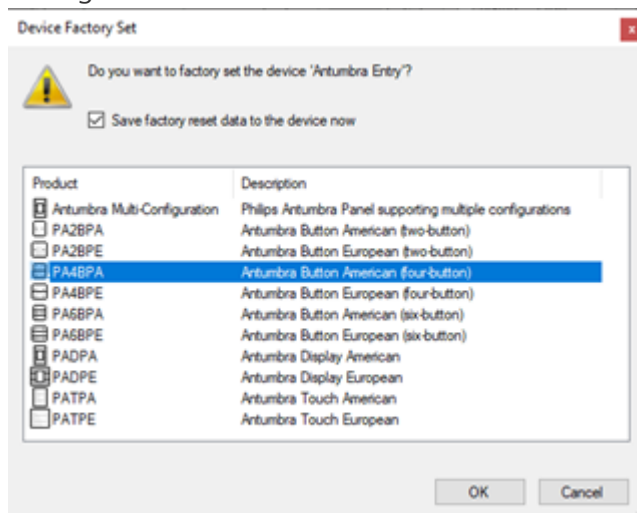 Device Factory Set
x
Do you want to factory set the device 'Antumbra Entry'?
Save factory reset data to the device now
Product Description
Antumbra Multi-Configuration Philips Antumbra Panel supporting multiple configurations
PA2BPA Antumbra Button American (two-button)
PA2BPE Antumbra Button European (two-button)
PA4BPA Antumbra Button American (four-button)
PA4BPE Antumbra Button European (four-button)
PA6BPA Antumbra Button American (six-button)
PA6BPE Antumbra Button European (six-button)
PADPA Antumbra Display American
PADPE Antumbra Display European
PATPA Antumbra Touch American
PATPE Antumbra Touch European
OK Cancel